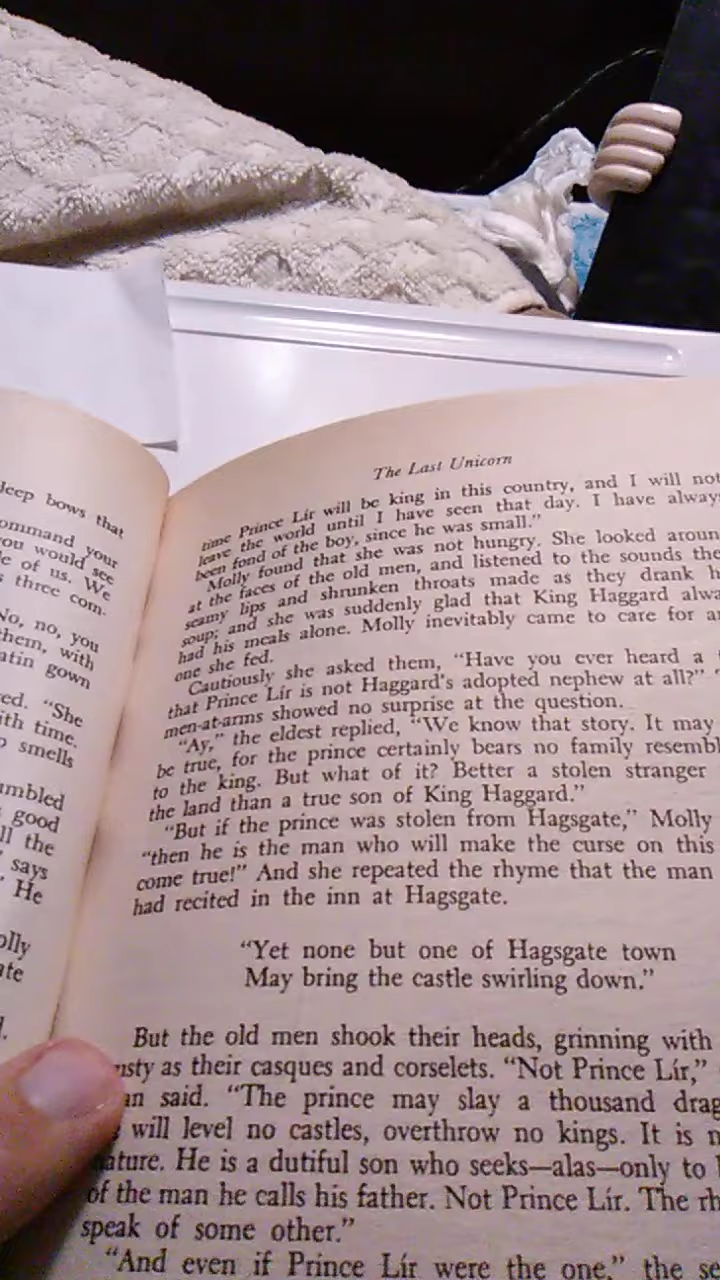 deep bows that
ommand your
you would see
le of us. We
s three com-
No, no, you
them, with
atin gown
ed. "She
ith time.
smells
umbled
good
ll the
says
He
olly
ate
The Last Unicorn
time Prince Lír will be king in this country, and I will not
leave the world until I have seen that day. I have alway
been fond of the boy, since he was small."
Molly found that she was not hungry. She looked aroun
at the faces of the old men, and listened to the sounds the
seamy lips and shrunken throats made as they drank h
soup; and she was suddenly glad that King Haggard alwa
had his meals alone. Molly inevitably came to care for a
one she fed.
Cautiously she asked them, "Have you ever heard a
that Prince Lír is not Haggard's adopted nephew at all?"
men-at-arms showed no surprise at the question.
"Ay," the eldest replied, "We know that story. It may
be true, for the prince certainly bears no family resembl
to the king. But what of it? Better a stolen stranger
the land than a true son of King Haggard."
"But if the prince was stolen from Hagsgate," Molly
"then he is the man who will make the curse on this
come true!" And she repeated the rhyme that the man
had recited in the inn at Hagsgate.
"Yet none but one of Hagsgate town
May bring the castle swirling down."
But the old men shook their heads, grinning with
usty as their casques and corselets. "Not Prince Lír,"
an said. "The prince may slay a thousand drag
will level no castles, overthrow no kings. It is n
ature. He is a dutiful son who seeks—alas—only to
of the man he calls his father. Not Prince Lír. The rh
speak of some other."
"And even if Prince Lír were the one," the se